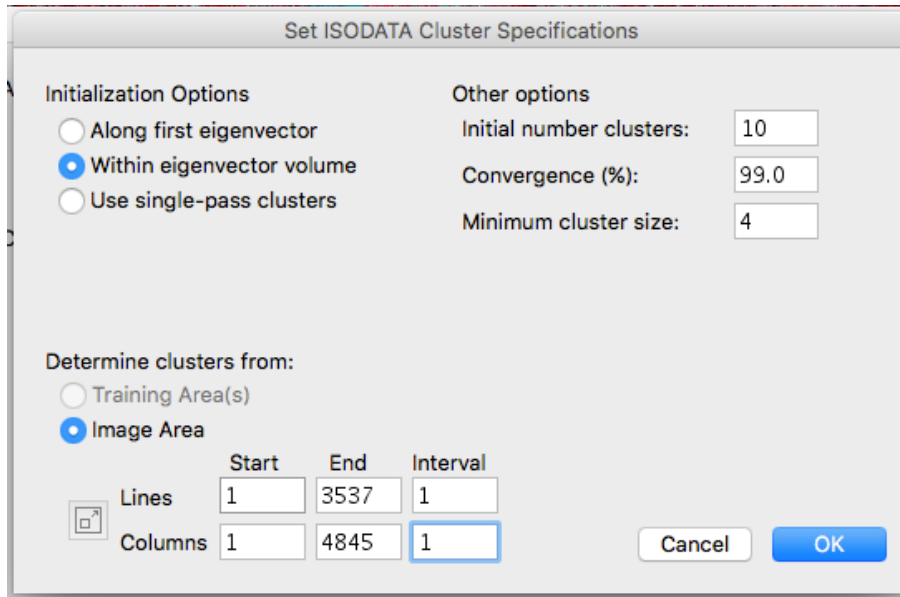 Set ISODATA Cluster Specifications
Initialization Options
Along first eigenvector
Within eigenvector volume
Use single-pass clusters
Other options
Initial number clusters: 10
Convergence (%): 99.0
Minimum cluster size: 4
Determine clusters from:
Training Area(s)
Image Area
Start End Interval
Lines 1 3537 1
Columns 1 4845 1
Cancel OK